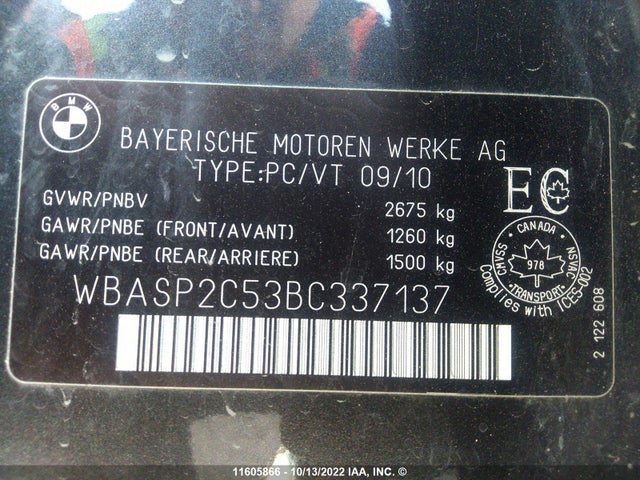 BMW
BAYERISCHE MOTOREN WERKE AG
TYPE:PC/VT 09/10
GVWR/PNBV 2675 kg
GAWR/PNBE (FRONT/AVANT) 1260 kg
GAWR/PNBE (REAR/ARRIERE) 1500 kg
WBASP2C53BC337137
EC
CANADA
CMVSS NSVAC
978
TRANSPORT
Complies with ICES-002
2 122 608
11605866 - 10/13/2022 IAA, INC. ©